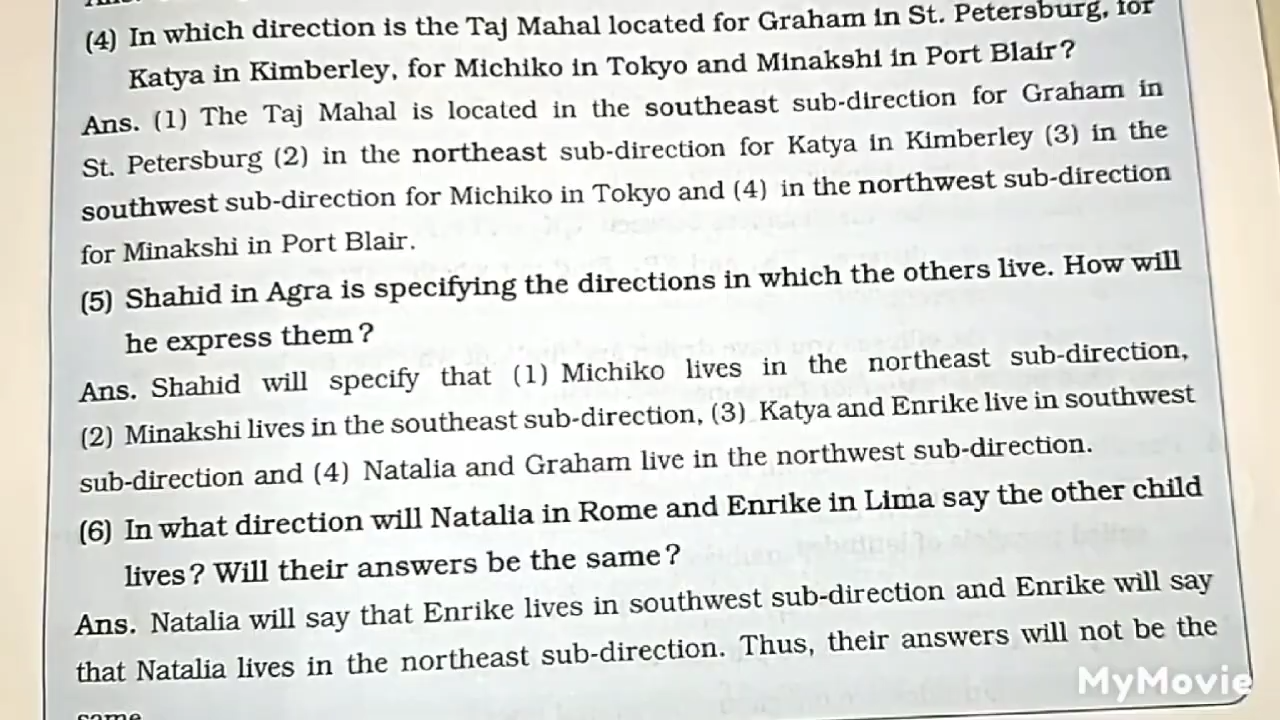 (4) In which direction is the Taj Mahal located for Graham in St. Petersburg, for
Katya in Kimberley, for Michiko in Tokyo and Minakshi in Port Blair?
Ans. (1) The Taj Mahal is located in the southeast sub-direction for Graham in
St. Petersburg (2) in the northeast sub-direction for Katya in Kimberley (3) in the
southwest sub-direction for Michiko in Tokyo and (4) in the northwest sub-direction
for Minakshi in Port Blair.
(5) Shahid in Agra is specifying the directions in which the others live. How will
he express them?
Ans. Shahid will specify that (1) Michiko lives in the northeast sub-direction,
(2) Minakshi lives in the southeast sub-direction, (3) Katya and Enrike live in southwest
sub-direction and (4) Natalia and Graham live in the northwest sub-direction.
(6) In what direction will Natalia in Rome and Enrike in Lima say the other child
lives? Will their answers be the same?
Ans. Natalia will say that Enrike lives in southwest sub-direction and Enrike will say
that Natalia lives in the northeast sub-direction. Thus, their answers will not be the
same
MyMovie